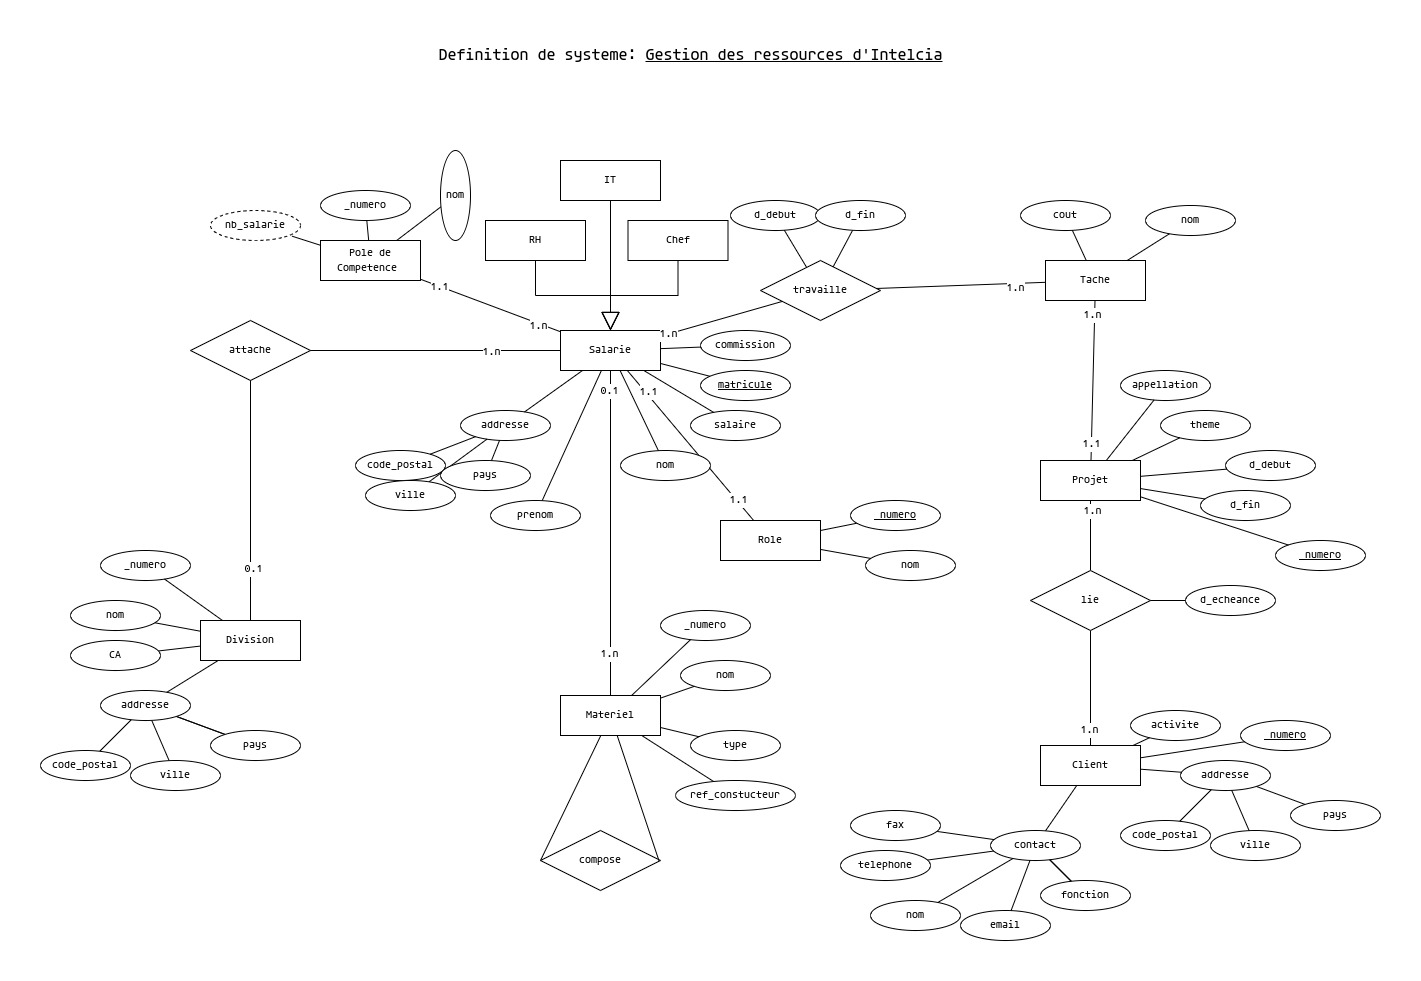 Definition de systeme: Gestion des ressources d'Intelcia
IT
nom
_numero
nb_salarie
d_debut
d_fin
cout
nom
RH
Chef
Pole de
Competence
travaille
Tache
1.1
1.n
1.n
1.n
1.n
attache
1.n
Salarie
commission
matricule
0.1
1.1
addresse
salaire
appellation
theme
code_postal
pays
ville
nom
prenom
1.1
1.1
Projet
d_debut
d_fin
_numero
1.n
Role
_numero
nom
0.1
_numero
nom
CA
Division
addresse
code_postal
ville
pays
lie
d_echeance
1.n
_numero
nom
Materiel
type
ref_constucteur
compose
1.n
activite
_numero
Client
addresse
code_postal
ville
pays
fax
contact
telephone
nom
email
fonction